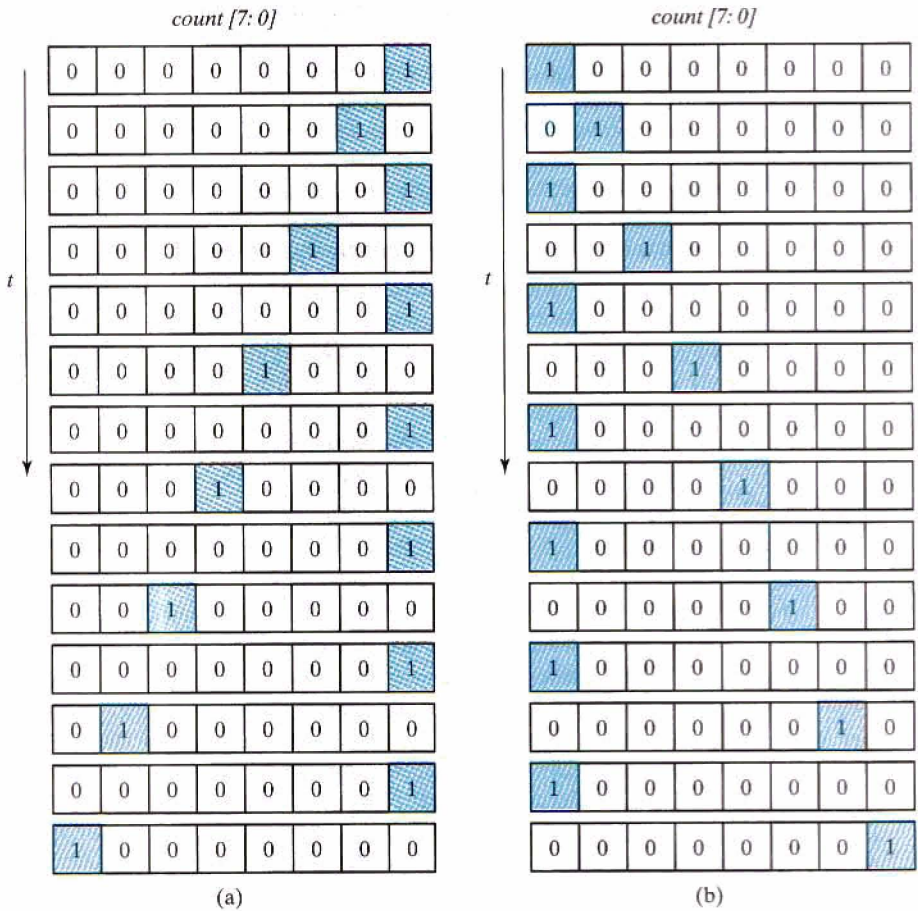 count [7: 0] count [7: 0]
0 0 0 0 0 0 0 1 1 0 0 0 0 0 0 0
0 0 0 0 0 0 1 0 0 1 0 0 0 0 0 0
0 0 0 0 0 0 0 1 1 0 0 0 0 0 0 0
0 0 0 0 0 1 0 0 0 0 1 0 0 0 0 0
t t
0 0 0 0 0 0 0 1 1 0 0 0 0 0 0 0
0 0 0 0 1 0 0 0 0 0 0 1 0 0 0 0
0 0 0 0 0 0 0 1 1 0 0 0 0 0 0 0
0 0 0 1 0 0 0 0 0 0 0 0 1 0 0 0
0 0 0 0 0 0 0 1 1 0 0 0 0 0 0 0
0 0 1 0 0 0 0 0 0 0 0 0 0 1 0 0
0 0 0 0 0 0 0 1 1 0 0 0 0 0 0 0
0 1 0 0 0 0 0 0 0 0 0 0 0 0 1 0
0 0 0 0 0 0 0 1 1 0 0 0 0 0 0 0
1 0 0 0 0 0 0 0 0 0 0 0 0 0 0 1
(a) (b)